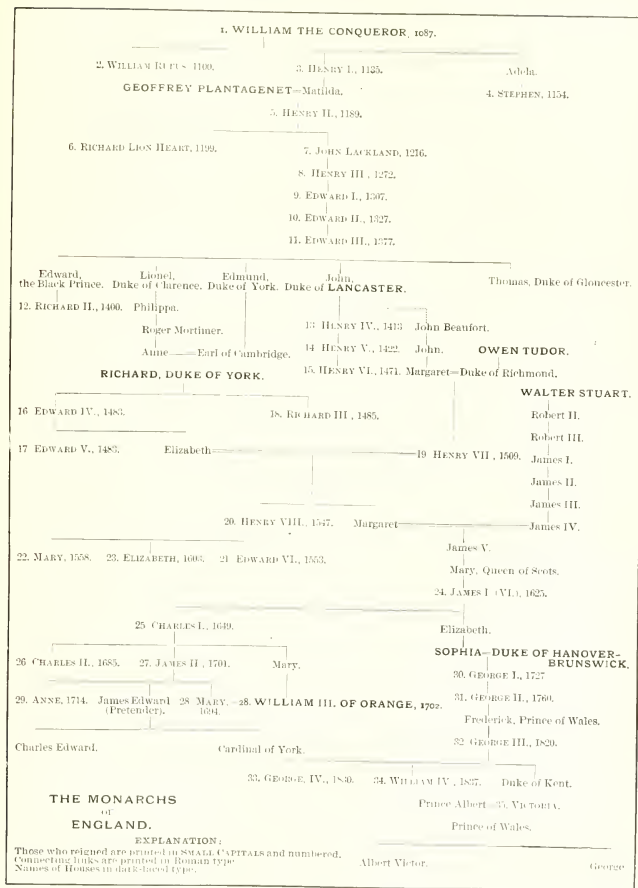 1. WILLIAM THE CONQUEROR, 1087.
2. WILLIAM RUFUS 1100. 3. HENRY I., 1135. Adela.
GEOFFREY PLANTAGENET=Matilda. 4. STEPHEN, 1154.
5. HENRY II., 1189.
6. RICHARD LION HEART, 1199. 7. JOHN LACKLAND, 1216.
8. HENRY III., 1272.
9. EDWARD I., 1307.
10. EDWARD II., 1327.
11. EDWARD III., 1377.
Edward, Lionel, Edmund, John,
the Black Prince. Duke of Clarence. Duke of York. Duke of LANCASTER. Thomas, Duke of Gloucester.
12. RICHARD II., 1400. Philippa.
Roger Mortimer. 13 HENRY IV., 1413 John Beaufort.
Anne — Earl of Cambridge. 14 HENRY V., 1422. John. OWEN TUDOR.
RICHARD, DUKE OF YORK. 15. HENRY VI., 1471. Margaret=Duke of Richmond.
WALTER STUART.
16 EDWARD IV., 1483. 18. RICHARD III., 1485. Robert II.
Robert III.
17 EDWARD V., 1483. Elizabeth 19 HENRY VII., 1509. James I.
James II.
James III.
20. HENRY VIII., 1547. Margaret James IV.
James V.
22. MARY, 1558. 23. ELIZABETH, 1603. 21 EDWARD VI., 1553. Mary, Queen of Scots.
24. JAMES I (VI.), 1625.
25 CHARLES I., 1649. Elizabeth.
SOPHIA=DUKE OF HANOVER-
BRUNSWICK.
26 CHARLES II., 1685. 27. JAMES II., 1701. Mary.
30. GEORGE I., 1727
29. ANNE, 1714. James Edward 28 MARY, =28. WILLIAM III. OF ORANGE, 1702. 31. GEORGE II., 1760.
(Pretender). 1694. Frederick, Prince of Wales.
Charles Edward. Cardinal of York. 32 GEORGE III., 1820.
33. GEORGE, IV., 1830. 34. WILLIAM IV., 1837. Duke of Kent.
THE MONARCHS Prince Albert=35. VICTORIA.
OF
ENGLAND. Prince of Wales.
EXPLANATION:
Those who reigned are printed in SMALL CAPITALS and numbered.
Connecting links are printed in Roman type
Names of Houses in dark-faced type.
Albert Victor. George